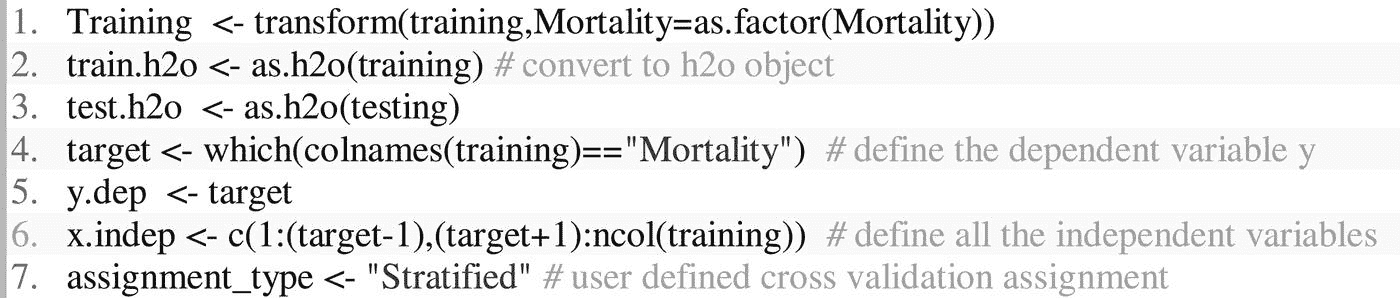 1. Training <- transform(training,Mortality=as.factor(Mortality))
2. train.h2o <- as.h2o(training) # convert to h2o object
3. test.h2o <- as.h2o(testing)
4. target <- which(colnames(training)=="Mortality") # define the dependent variable y
5. y.dep <- target
6. x.indep <- c(1:(target-1),(target+1):ncol(training)) # define all the independent variables
7. assignment_type <- "Stratified" # user defined cross validation assignment